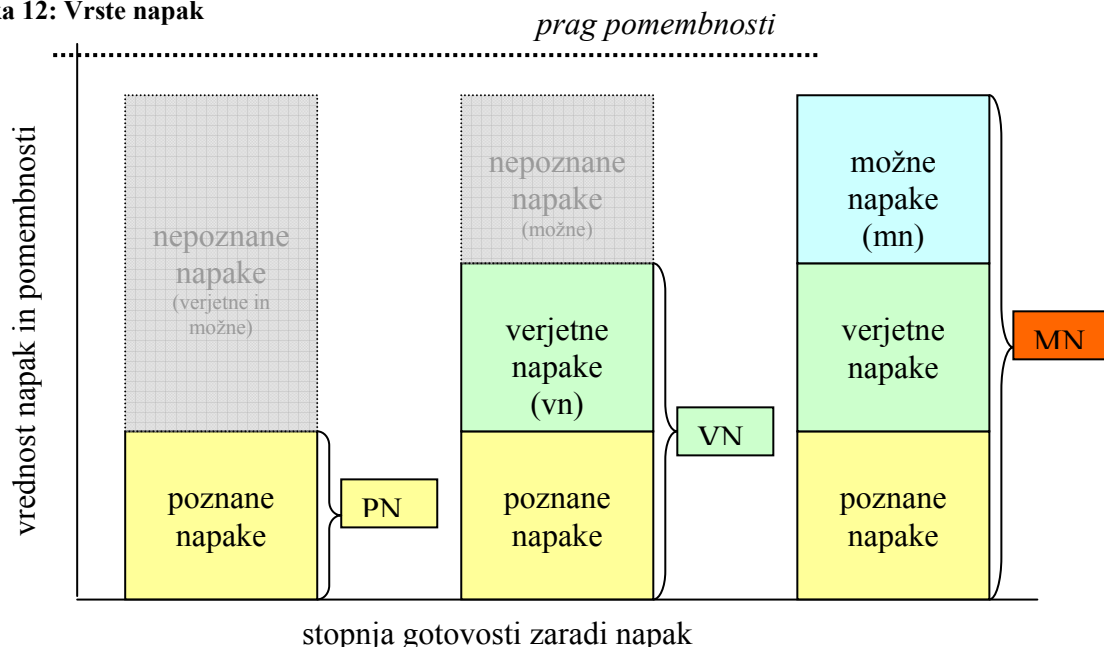 a 12: Vrste napak
prag pomembnosti
vrednost napak in pomembnosti
nepoznane
napake
(verjetne in
možne)
poznane
napake
PN
nepoznane
napake
(možne)
verjetne
napake
(vn)
poznane
napake
VN
možne
napake
(mn)
verjetne
napake
poznane
napake
MN
stopnja gotovosti zaradi napak